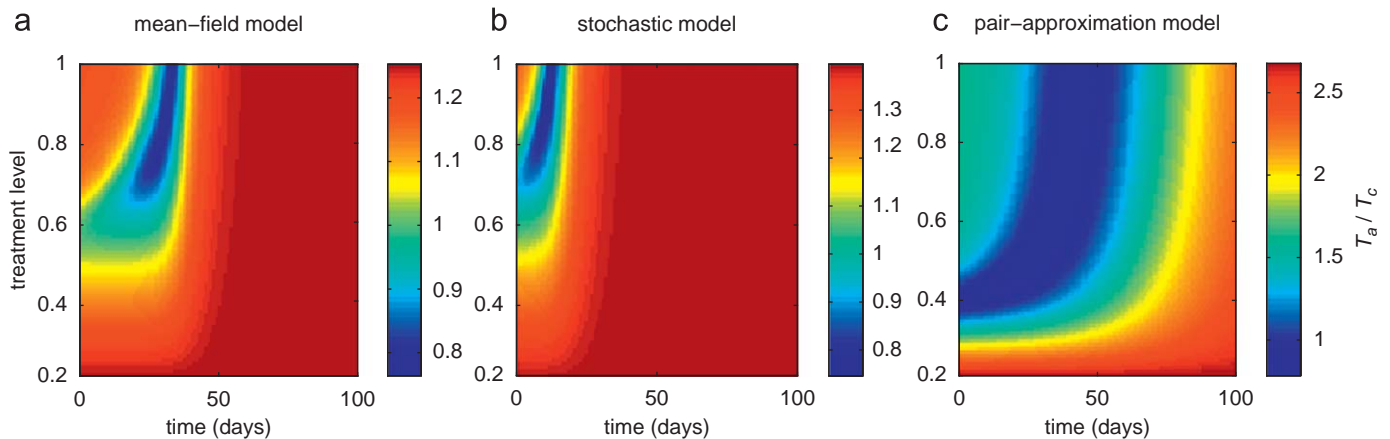 a mean−field model
b stochastic model
c pair−approximation model
treatment level
1
0.8
0.6
0.4
0.2
0 50 100
time (days)
1.2
1.1
1
0.9
0.8
1
0.8
0.6
0.4
0.2
0 50 100
time (days)
1.3
1.2
1.1
1
0.9
0.8
1
0.8
0.6
0.4
0.2
0 50 100
time (days)
2.5
2
1.5
1
T_a / T_c